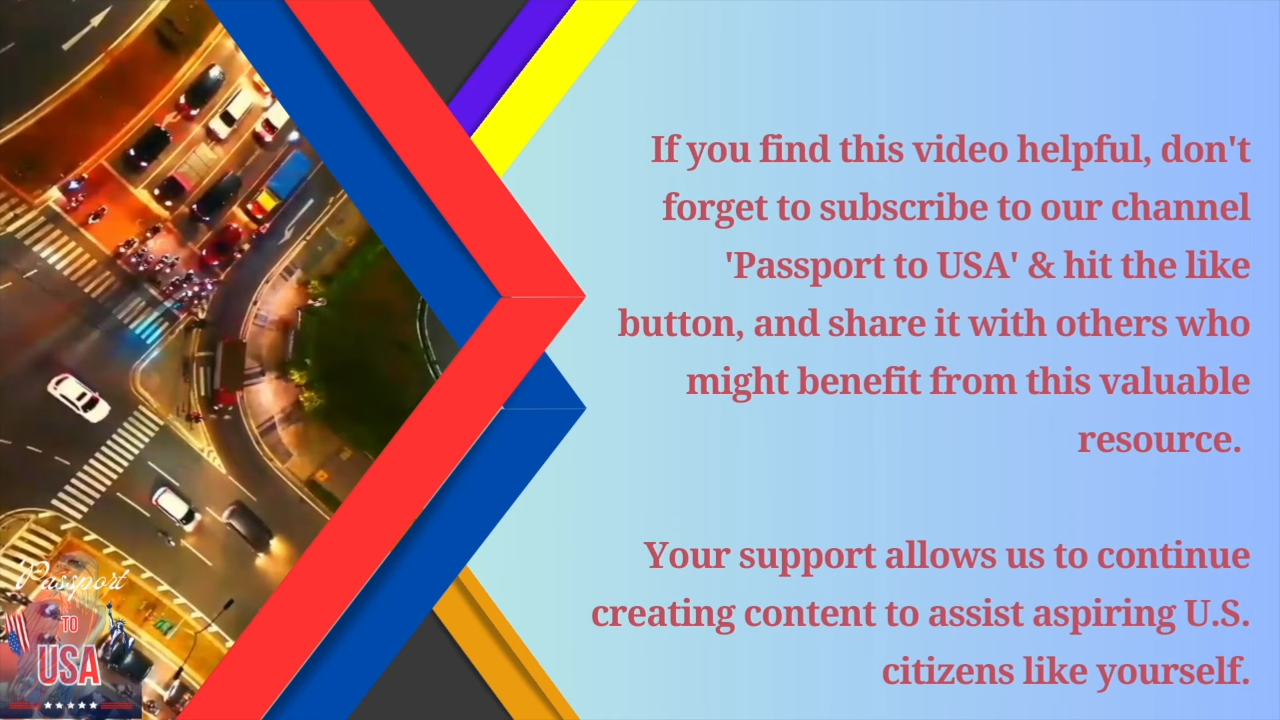 If you find this video helpful, don't
forget to subscribe to our channel
'Passport to USA' & hit the like
button, and share it with others who
might benefit from this valuable
resource.
Your support allows us to continue
creating content to assist aspiring U.S.
citizens like yourself.
Passport
TO
USA